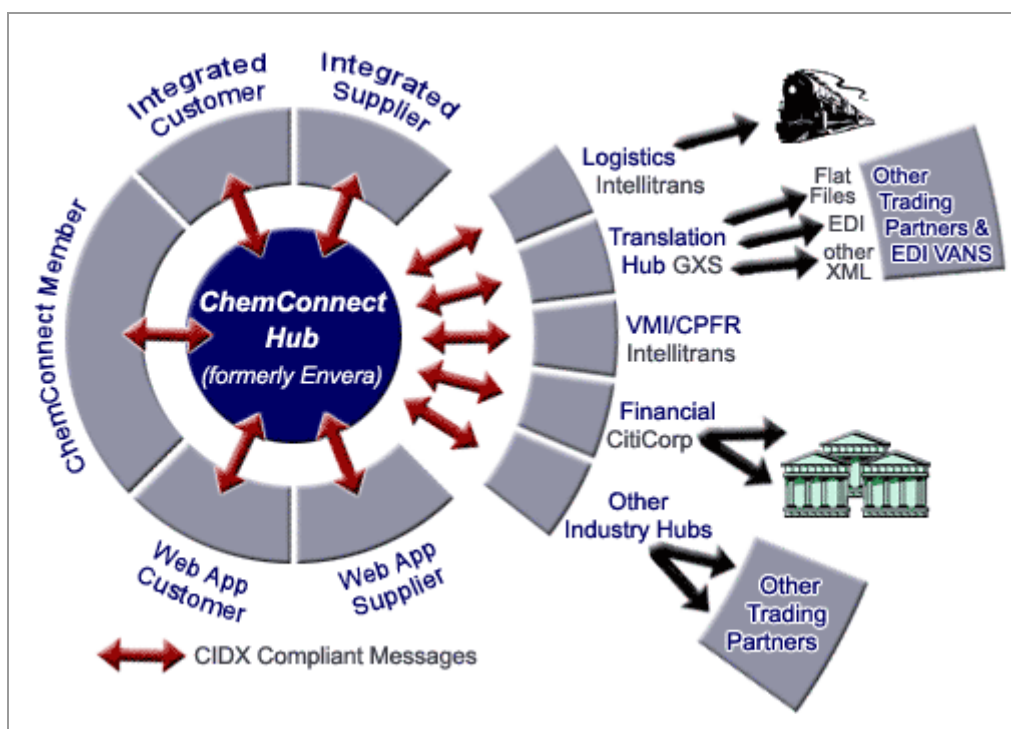 Integrated
Customer
Integrated
Supplier
ChemConnect Member
ChemConnect
Hub
(formerly Envera)
Web App
Customer
Web App
Supplier
Logistics
Intellitrans
Translation
Hub GXS
Flat
Files
EDI
other
XML
Other
Trading
Partners &
EDI VANS
VMI/CPFR
Intellitrans
Financial
CitiCorp
Other
Industry Hubs
Other
Trading
Partners
CIDX Compliant Messages